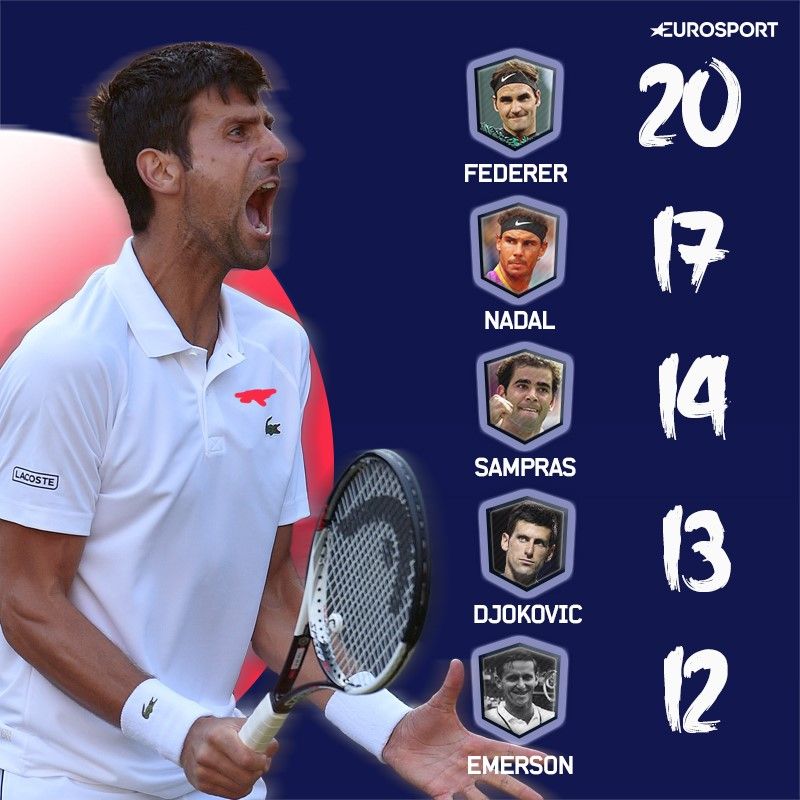 EUROSPORT
20
FEDERER
17
NADAL
14
SAMPRAS
13
DJOKOVIC
12
EMERSON
LACOSTE